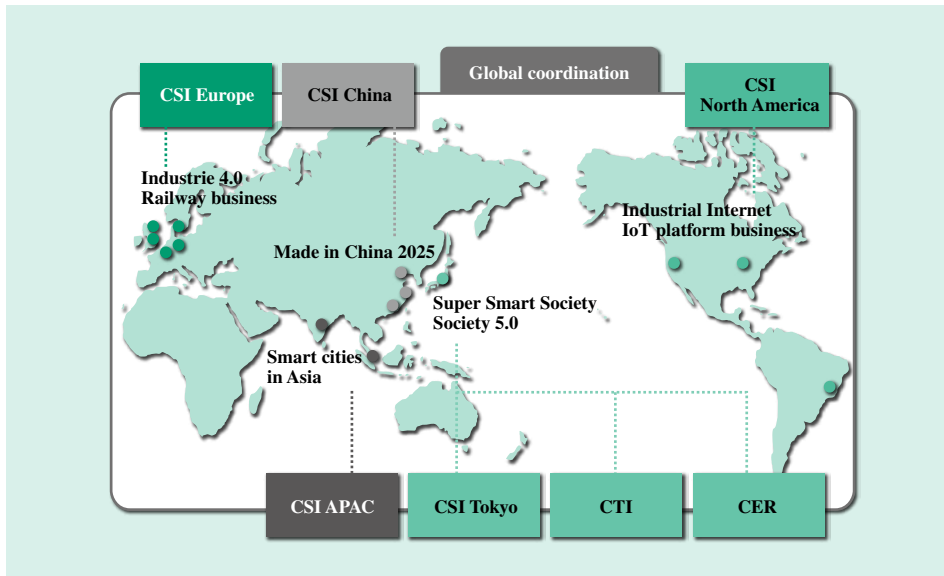 Global coordination
CSI Europe
CSI China
CSI
North America
Industrie 4.0
Railway business
Industrial Internet
IoT platform business
Made in China 2025
Super Smart Society
Society 5.0
Smart cities
in Asia
CSI APAC
CSI Tokyo
CTI
CER